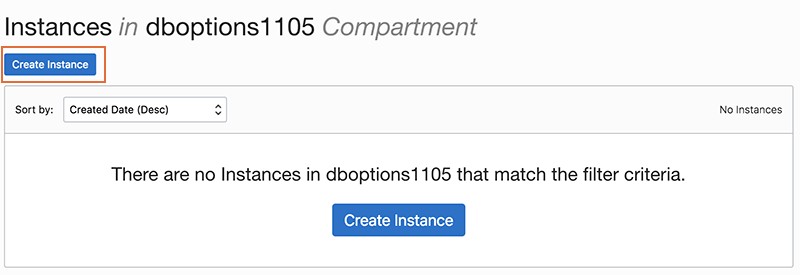 Instances in dboptions1105 Compartment
Create Instance
Sort by: Created Date (Desc) No Instances
There are no Instances in dboptions1105 that match the filter criteria.
Create Instance